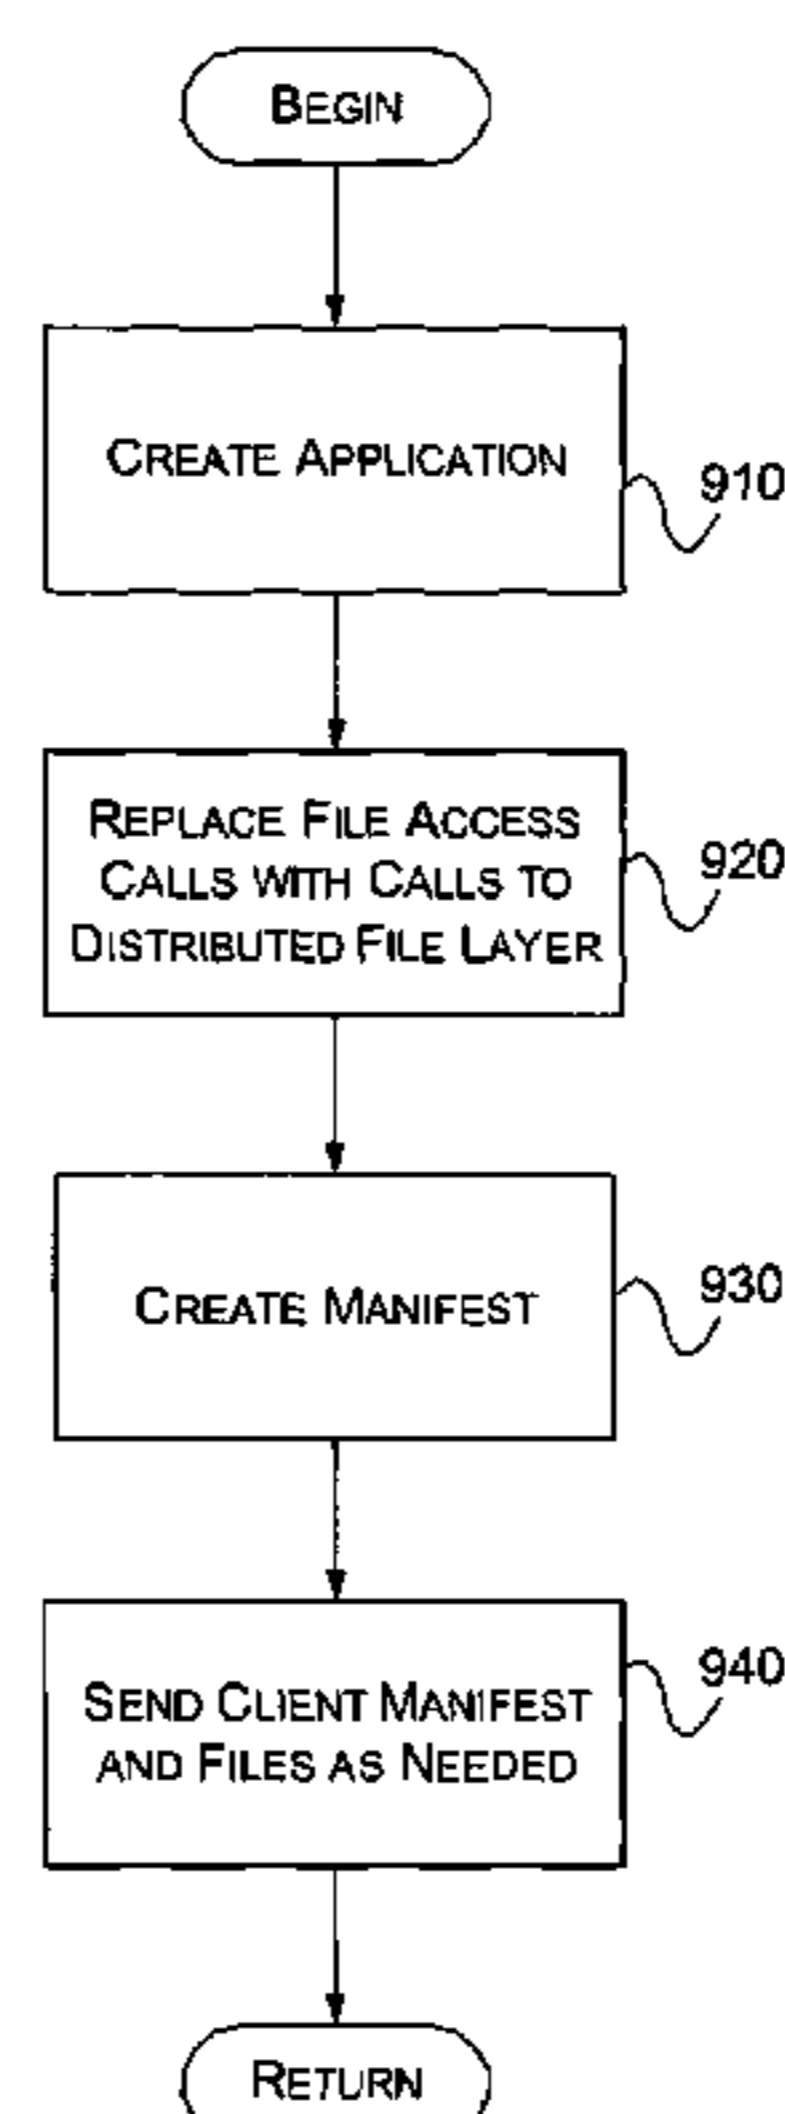 BEGIN
CREATE APPLICATION
910
REPLACE FILE ACCESS
CALLS WITH CALLS TO
DISTRIBUTED FILE LAYER
920
CREATE MANIFEST
930
SEND CLIENT MANIFEST
AND FILES AS NEEDED
940
RETURN